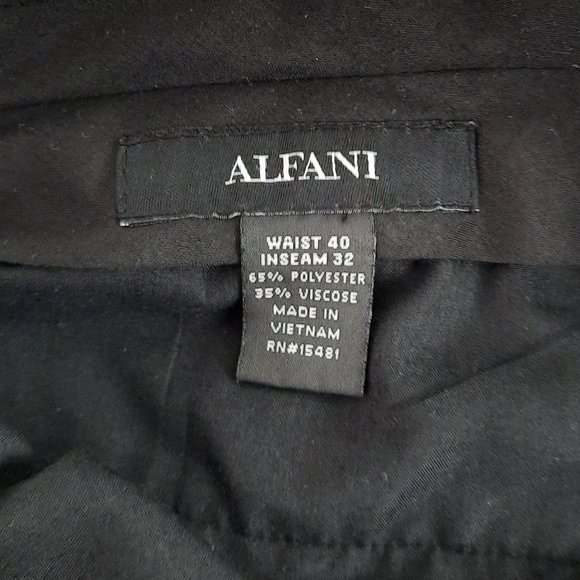 ALFANI
WAIST 40
INSEAM 32
65% POLYESTER
35% VISCOSE
MADE IN
VIETNAM
RN#15481